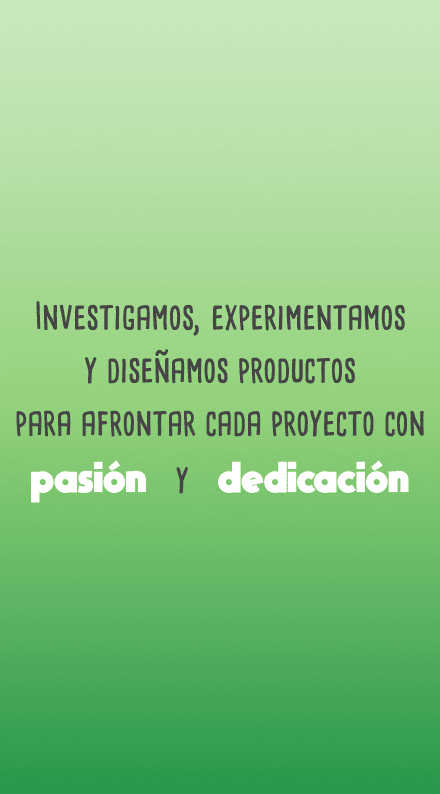 Investigamos, experimentamos
y diseñamos productos
para afrontar cada proyecto con
pasión y dedicación